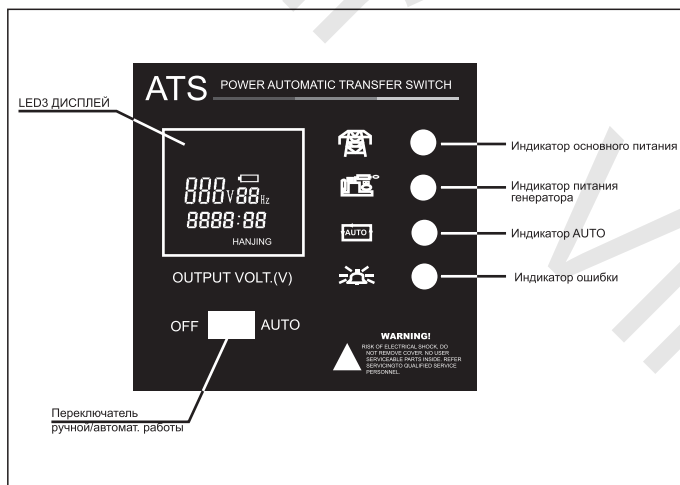 ATS POWER AUTOMATIC TRANSFER SWITCH
LED3 ДИСПЛЕЙ
888V88Hz
8888:88
HANJING
OUTPUT VOLT.(V)
OFF AUTO
AUTO
Индикатор основного питания
Индикатор питания
генератора
Индикатор AUTO
Индикатор ошибки
WARNING!
RISK OF ELECTRICAL SHOCK, DO
NOT REMOVE COVER. NO USER
SERVICEABLE PARTS INSIDE. REFER
SERVICINGTO QUALIFIED SERVICE
PERSONNEL.
Переключатель
ручной/автомат. работы